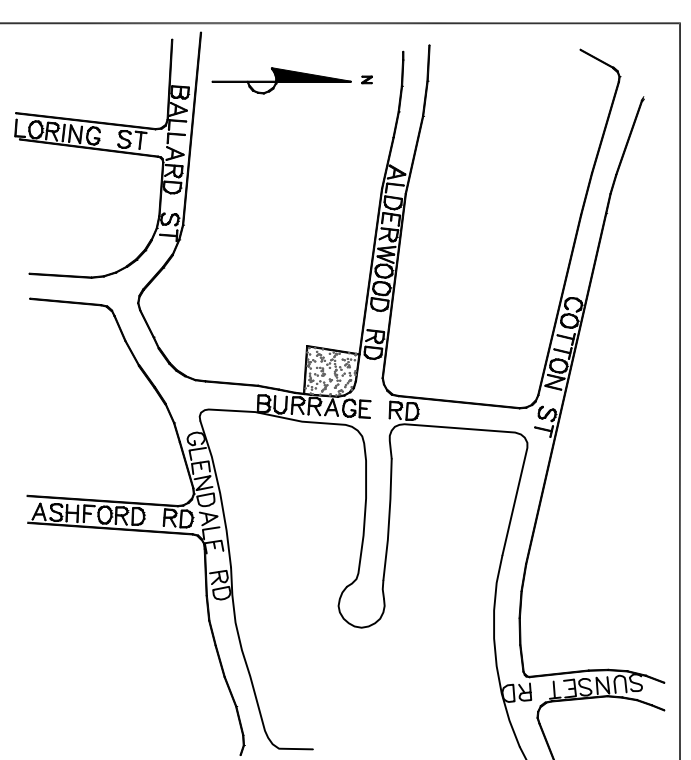 N
BALLARD ST
LORING ST
ALDERWOOD RD
COTTON ST
BURRAGE RD
GLENDALE RD
ASHFORD RD
SUNSET RD